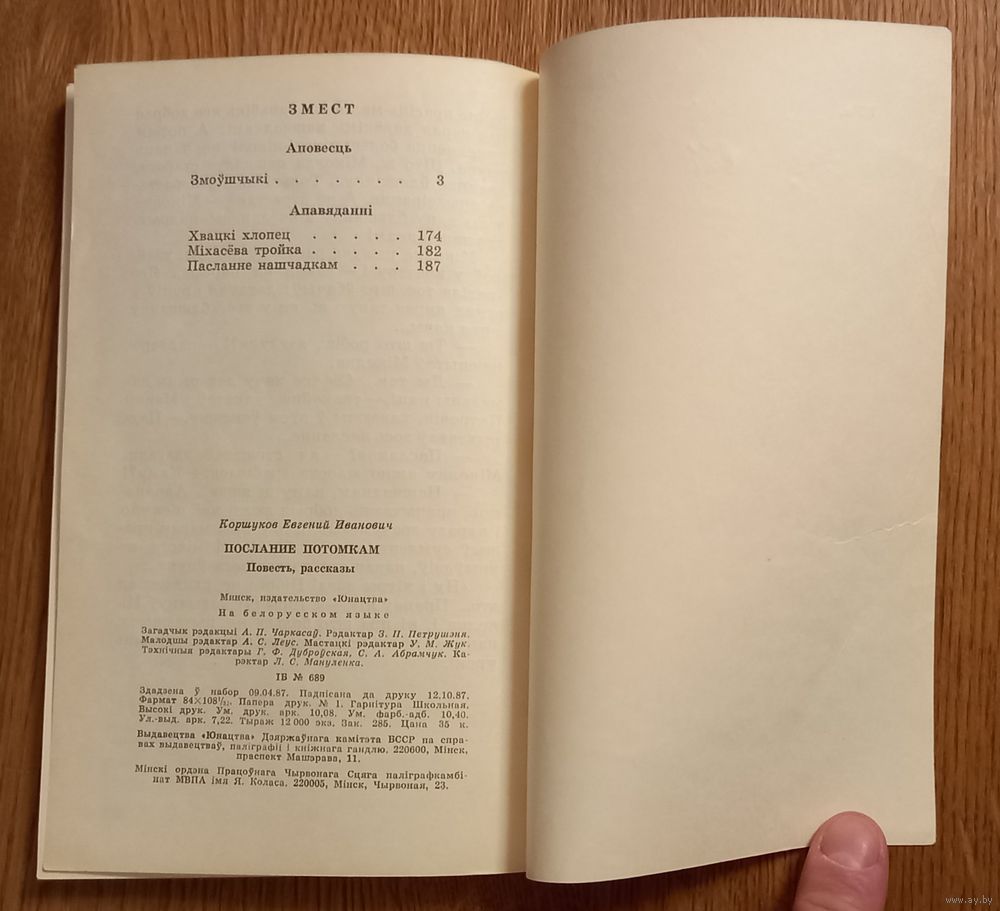 ЗМЕСТ
Аповесць
Змоўшчыкі . . . . . . . 3
Апавяданні
Хвацкі хлопец . . . . . 174
Міхасёва тройка . . . . . 182
Пасланне нашчадкам . . . 187
Коршуков Евгений Иванович
ПОСЛАНИЕ ПОТОМКАМ
Повесть, рассказы
Минск, издательство «Юнацтва»
На белорусском языке
Загадчык рэдакцыі А. П. Чаркасаў. Рэдактар З. П. Петрушэня.
Малодшы рэдактар А. С. Леус. Мастацкі рэдактар У. М. Жук.
Тэхнічныя рэдактары Г. Ф. Дуброўская, С. А. Абрамчук. Ка-
рэктар Л. С. Мануленка.
ІБ № 689
Здадзена ў набор 09.04.87. Падпісана да друку 12.10.87.
Фармат 84×108¹/₃₂. Папера друк. № 1. Гарнітура Школьная.
Высокі друк. Ум. друк. арк. 10,08. Ум. фарб.-адб. 10,40.
Ул.-выд. арк. 7,22. Тыраж 12 000 экз. Зак. 285. Цана 35 к.
Выдавецтва «Юнацтва» Дзяржаўнага камітэта БССР па спра-
вах выдавецтваў, паліграфіі і кніжнага гандлю. 220600, Мінск,
праспект Машэрава, 11.
Мінскі ордэна Працоўнага Чырвонага Сцяга паліграфкамбі-
нат МВПА імя Я. Коласа. 220005, Мінск, Чырвоная, 23.
www.ay.by